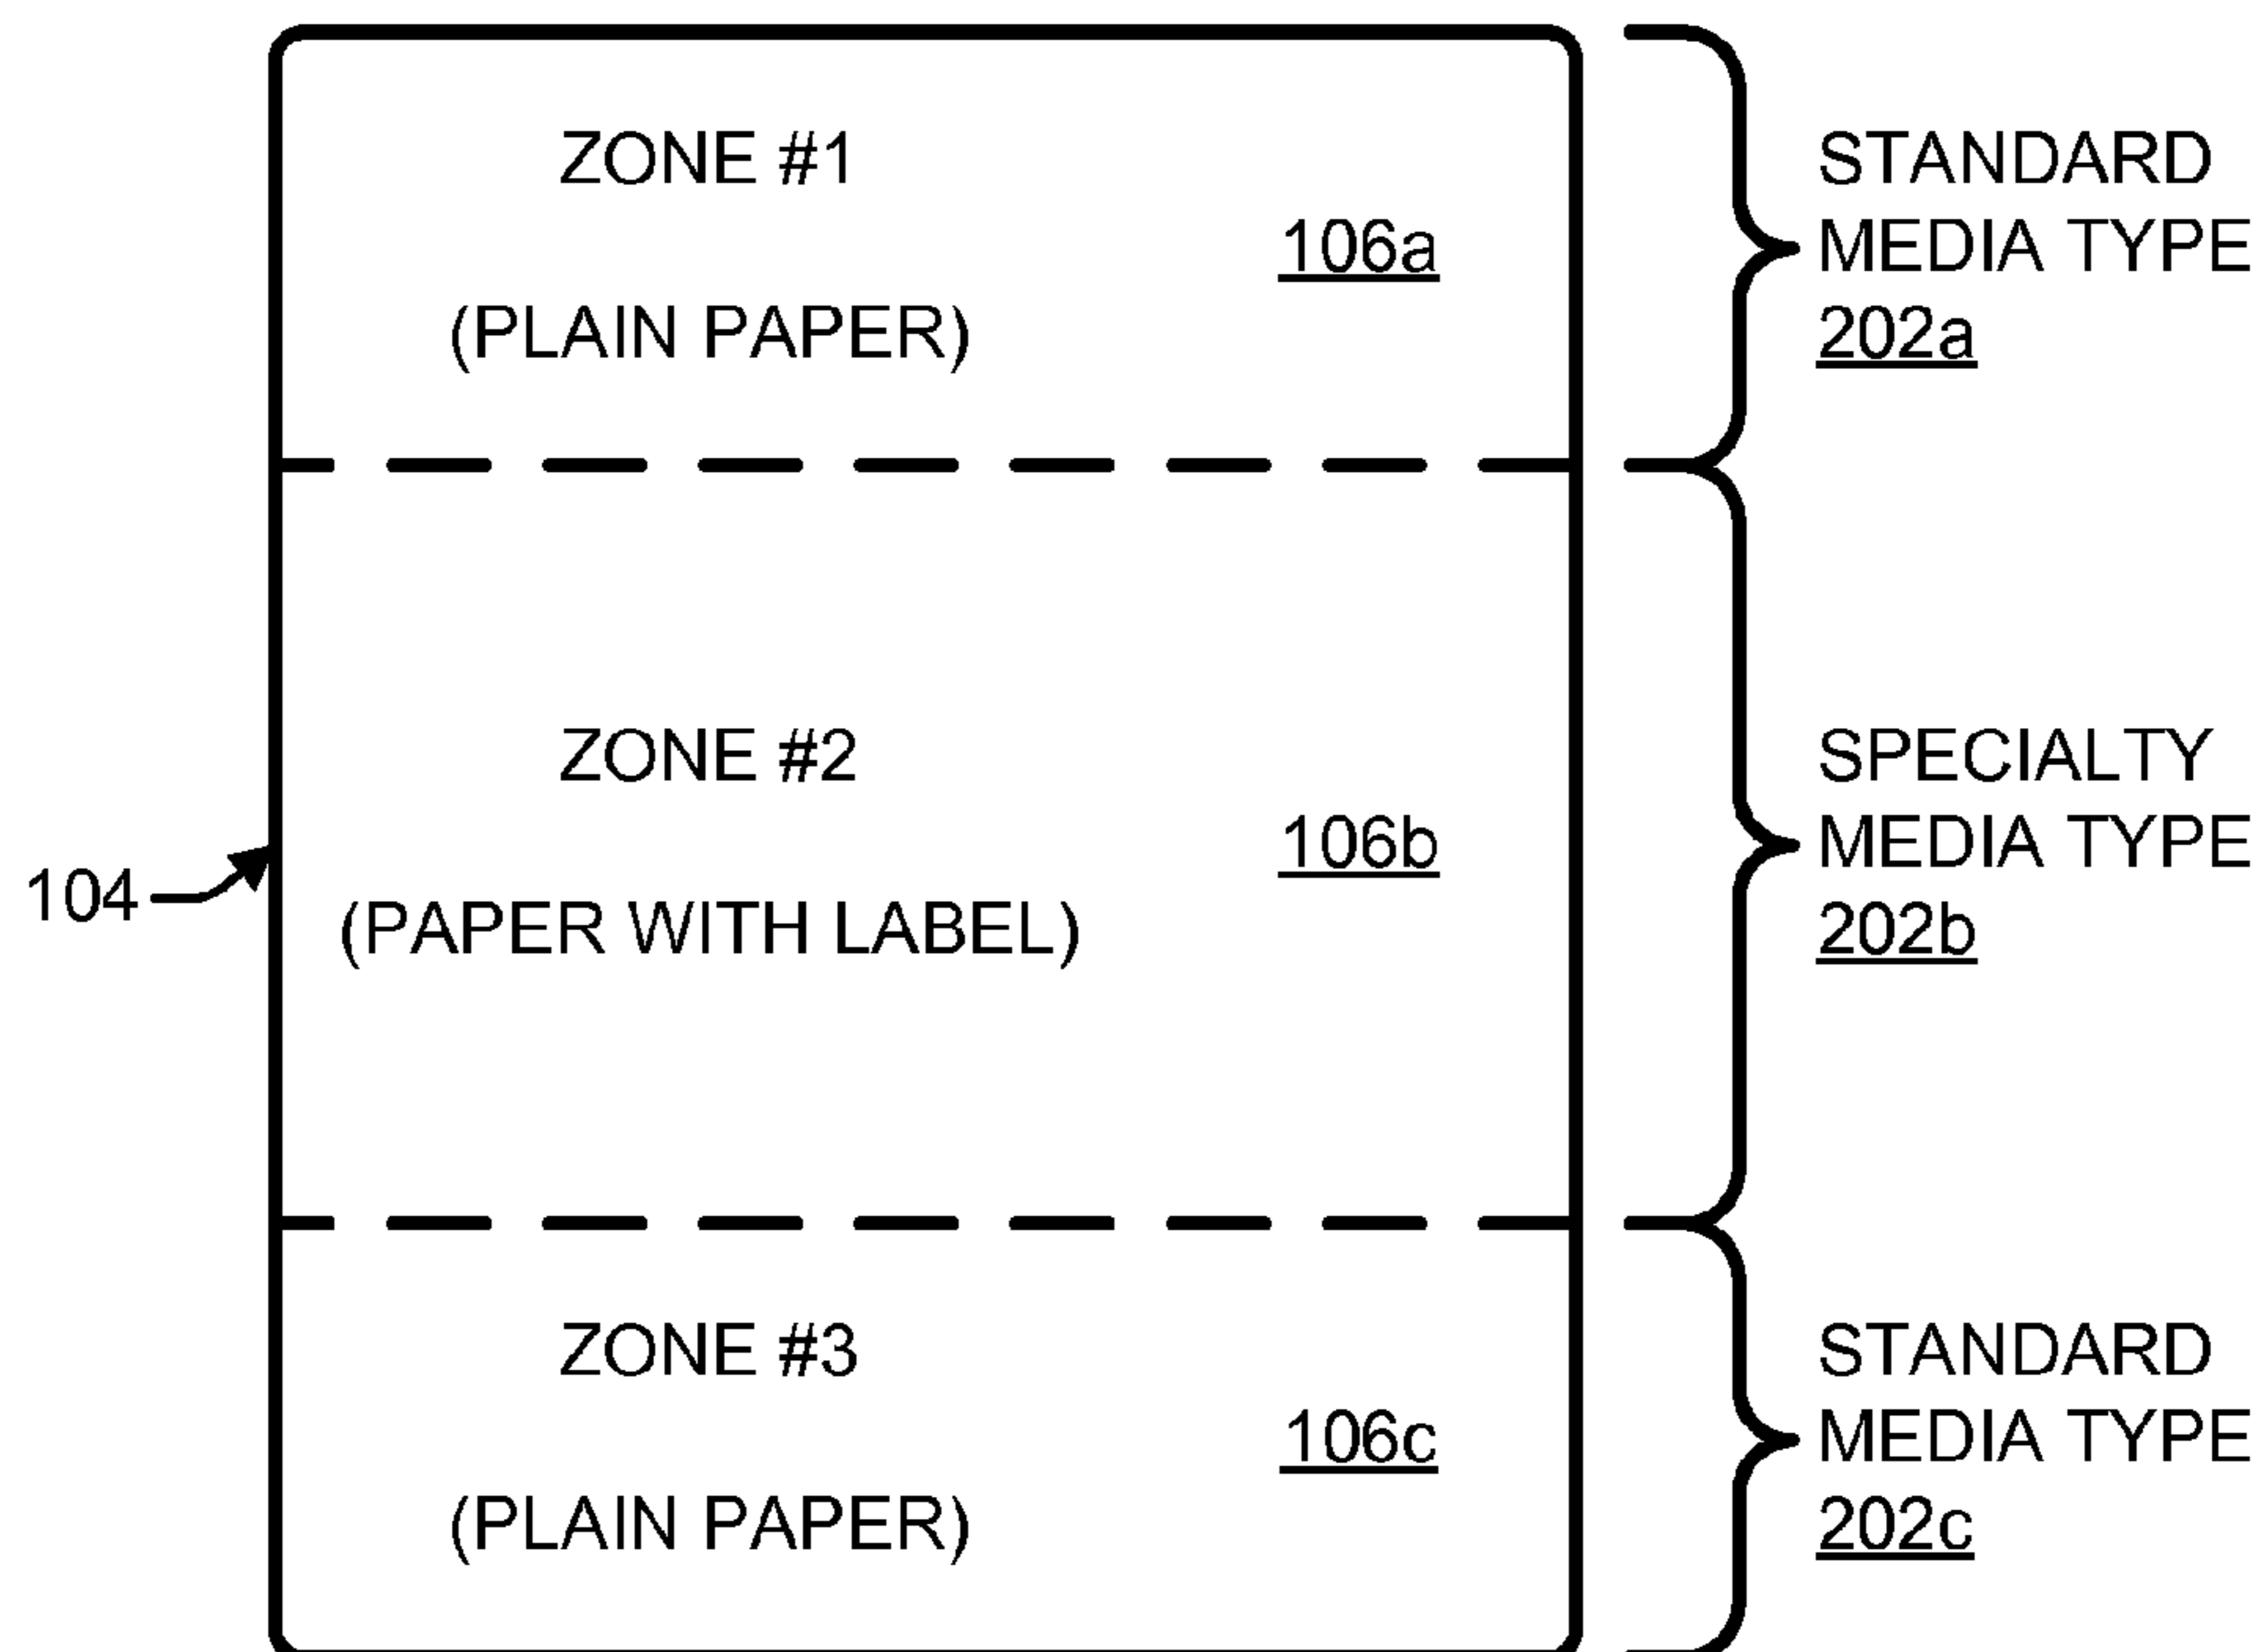 ZONE #1
106a
(PLAIN PAPER)
STANDARD
MEDIA TYPE
202a
ZONE #2
106b
(PAPER WITH LABEL)
104
SPECIALTY
MEDIA TYPE
202b
ZONE #3
106c
(PLAIN PAPER)
STANDARD
MEDIA TYPE
202c